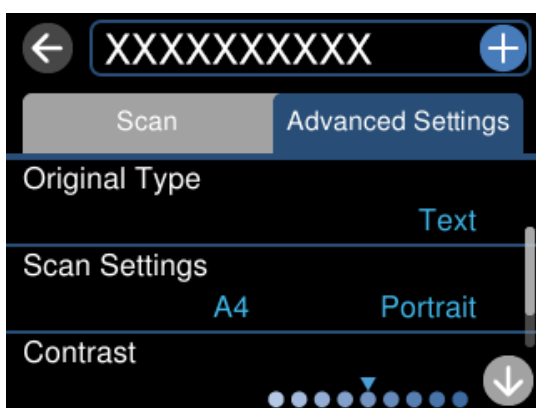 XXXXXXXXXX
Scan Advanced Settings
Original Type
Text
Scan Settings
A4 Portrait
Contrast